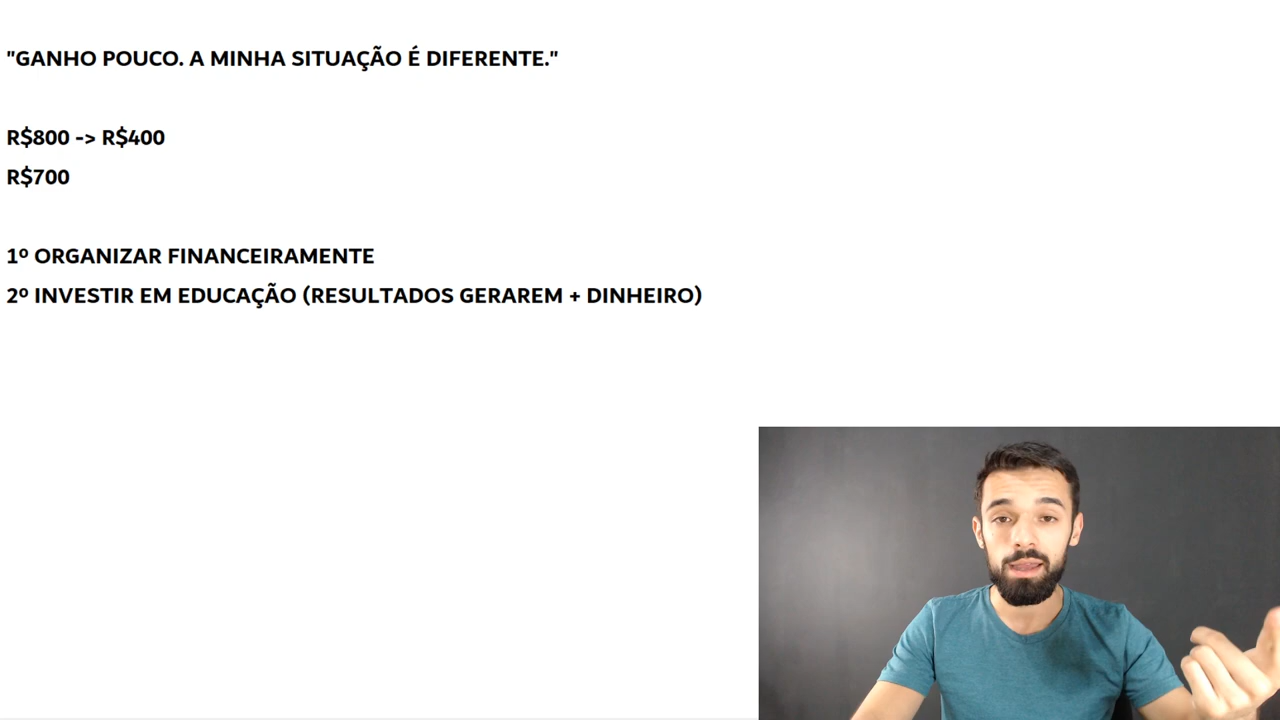 "GANHO POUCO. A MINHA SITUAÇÃO É DIFERENTE."
R$800 -> R$400
R$700
1º ORGANIZAR FINANCEIRAMENTE
2º INVESTIR EM EDUCAÇÃO (RESULTADOS GERAREM + DINHEIRO)